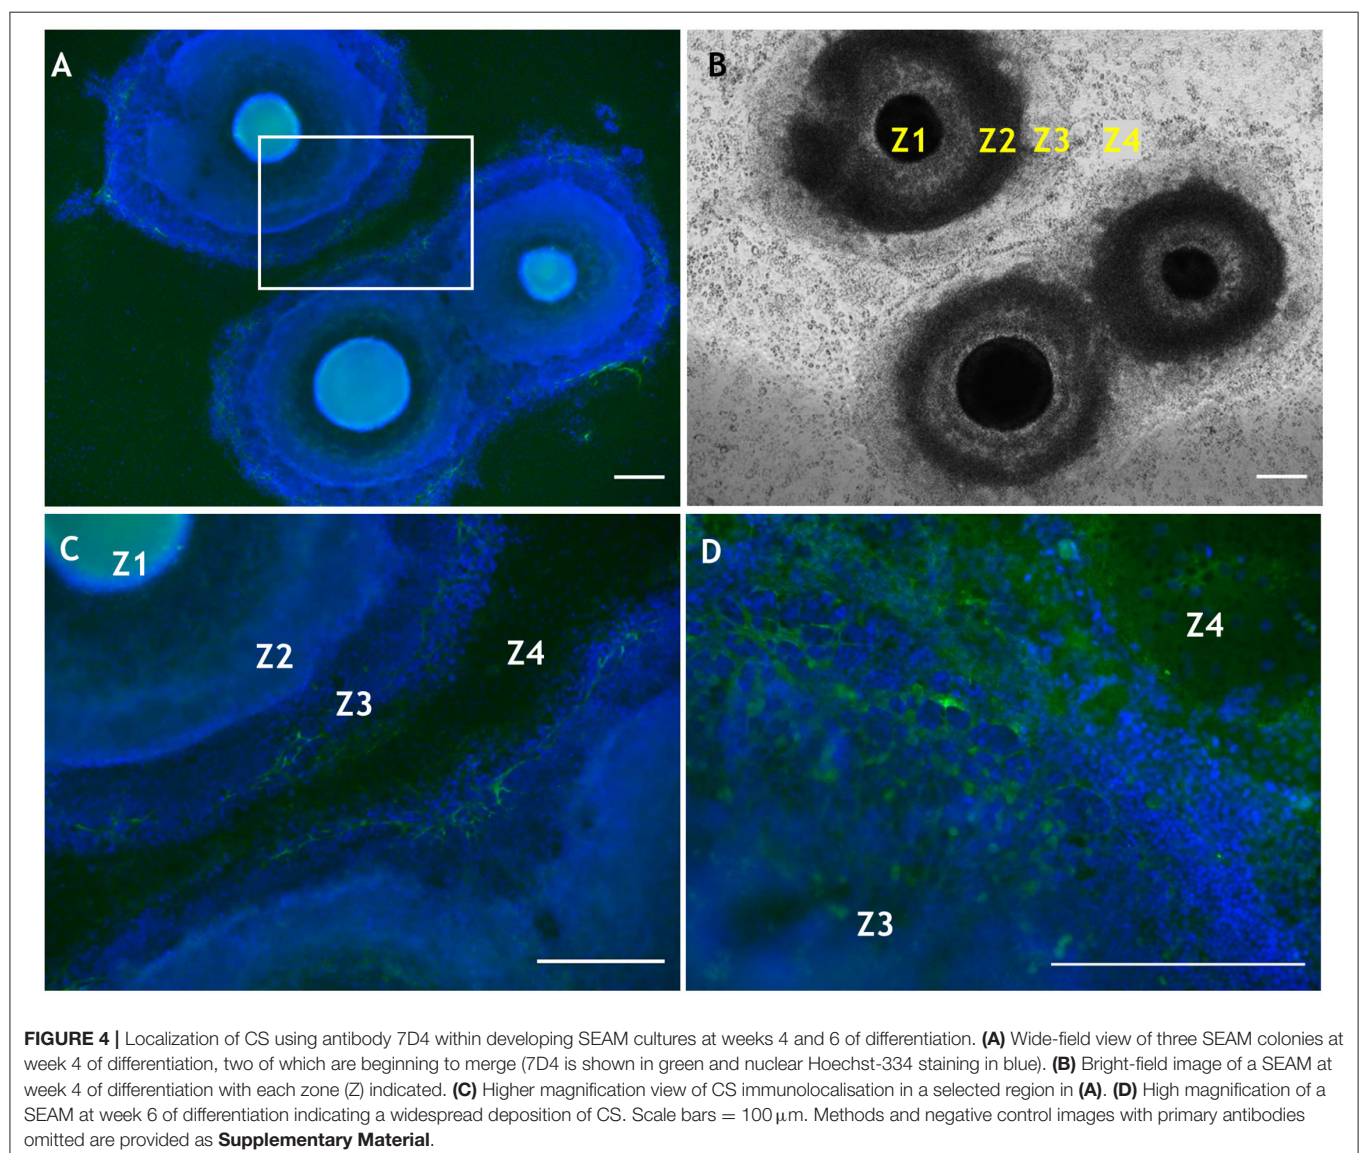 A
B
Z1 Z2 Z3 Z4
C
Z1
Z2
Z3
Z4
D
Z4
Z3
FIGURE 4 | Localization of CS using antibody 7D4 within developing SEAM cultures at weeks 4 and 6 of differentiation. (A) Wide-field view of three SEAM colonies at
week 4 of differentiation, two of which are beginning to merge (7D4 is shown in green and nuclear Hoechst-334 staining in blue). (B) Bright-field image of a SEAM at
week 4 of differentiation with each zone (Z) indicated. (C) Higher magnification view of CS immunolocalisation in a selected region in (A). (D) High magnification of a
SEAM at week 6 of differentiation indicating a widespread deposition of CS. Scale bars = 100 μm. Methods and negative control images with primary antibodies
omitted are provided as Supplementary Material.